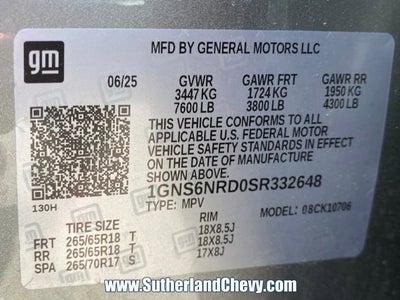 gm
MFD BY GENERAL MOTORS LLC
06/25 GVWR GAWR FRT GAWR RR
3447 KG 1724 KG 1950 KG
7600 LB 3800 LB 4300 LB
THIS VEHICLE CONFORMS TO ALL
APPLICABLE U.S. FEDERAL MOTOR
VEHICLE SAFETY STANDARDS IN EFFECT
ON THE DATE OF MANUFACTURE
SHOWN ABOVE.
1GNS6NRD0SR332648
130H TYPE: MPV MODEL: 08CK10706
TIRE SIZE RIM
FRT 265/65R18 T 18X8.5J
RR 265/65R18 T 18X8.5J
SPA 265/70R17 S 17X8J
www.SutherlandChevy.com